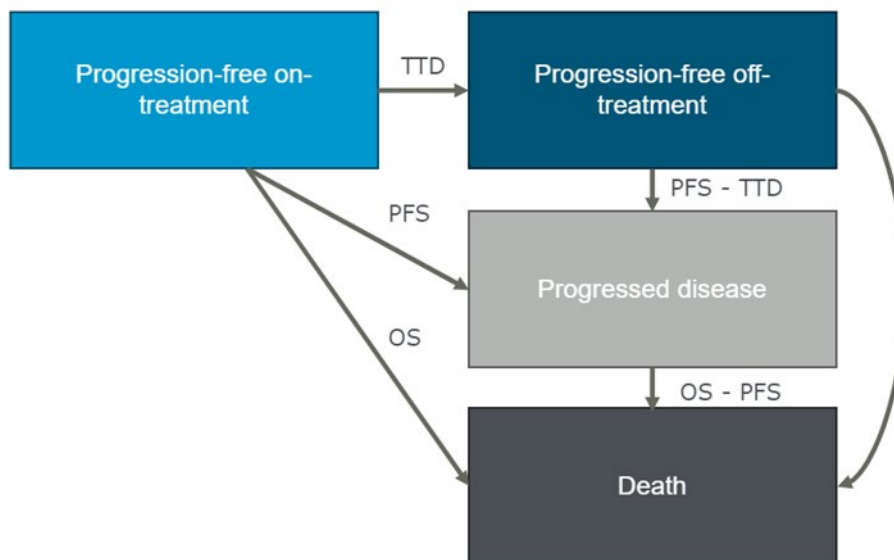 Progression-free on-
treatment
TTD
Progression-free off-
treatment
PFS
PFS - TTD
Progressed disease
OS
OS - PFS
Death